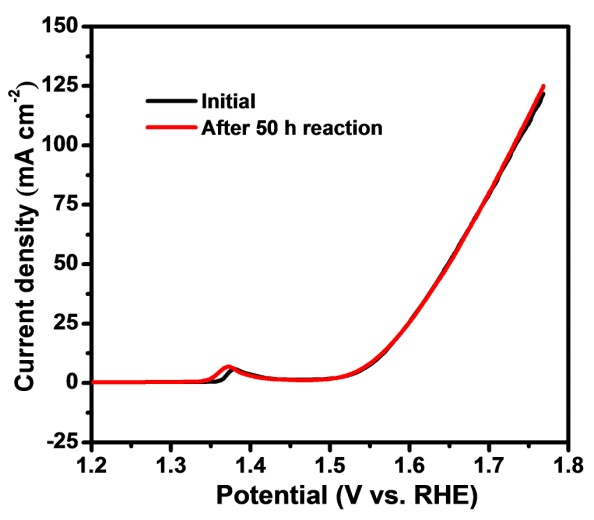 150
125
100
75
50
25
0
-25
Current density (mA cm-2)
Initial
After 50 h reaction
1.2 1.3 1.4 1.5 1.6 1.7 1.8
Potential (V vs. RHE)